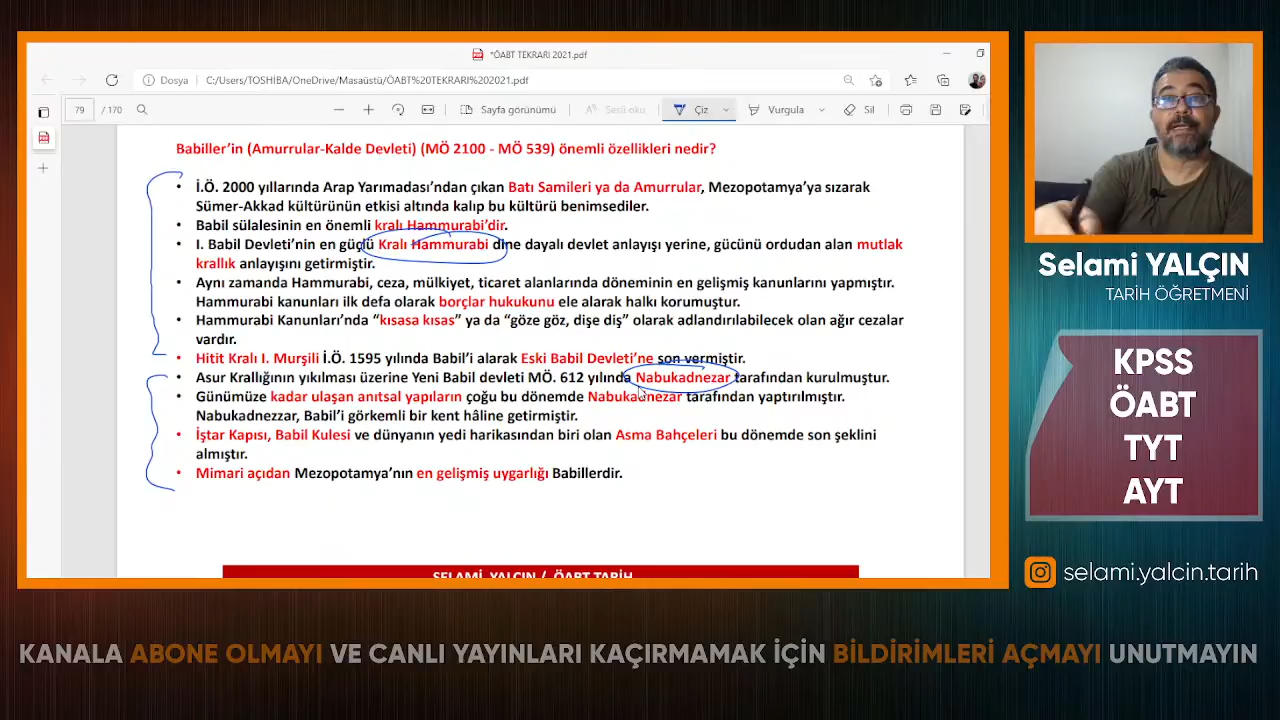 *ÖABT TEKRARI 2021.pdf
Dosya
C:/Users/TOSHİBA/OneDrive/Masaüstü/ÖABT%20TEKRARI%202021.pdf
79 / 170
Sayfa görünümü
Sesli oku
Çiz
Vurgula
Sil
Babiller’in (Amurrular-Kalde Devleti) (MÖ 2100 - MÖ 539) önemli özellikleri nedir?
• İ.Ö. 2000 yıllarında Arap Yarımadası’ndan çıkan Batı Samileri ya da Amurrular, Mezopotamya’ya sızarak
Sümer-Akkad kültürünün etkisi altında kalıp bu kültürü benimsediler.
• Babil sülalesinin en önemli kralı Hammurabi’dir.
• I. Babil Devleti’nin en güçlü Kralı Hammurabi dine dayalı devlet anlayışı yerine, gücünü ordudan alan mutlak
krallık anlayışını getirmiştir.
• Aynı zamanda Hammurabi, ceza, mülkiyet, ticaret alanlarında döneminin en gelişmiş kanunlarını yapmıştır.
Hammurabi kanunları ilk defa olarak borçlar hukukunu ele alarak halkı korumuştur.
• Hammurabi Kanunları’nda “kısasa kısas” ya da “göze göz, dişe diş” olarak adlandırılabilecek olan ağır cezalar
vardır.
• Hitit Kralı I. Murşili İ.Ö. 1595 yılında Babil’i alarak Eski Babil Devleti’ne son vermiştir.
• Asur Krallığının yıkılması üzerine Yeni Babil devleti MÖ. 612 yılında Nabukadnezar tarafından kurulmuştur.
• Günümüze kadar ulaşan anıtsal yapıların çoğu bu dönemde Nabukadnezar tarafından yaptırılmıştır.
Nabukadnezzar, Babil’i görkemli bir kent hâline getirmiştir.
• İştar Kapısı, Babil Kulesi ve dünyanın yedi harikasından biri olan Asma Bahçeleri bu dönemde son şeklini
almıştır.
• Mimari açıdan Mezopotamya’nın en gelişmiş uygarlığı Babillerdir.
SELAMİ YALÇIN / ÖABT TARİH
Selami YALÇIN
TARİH ÖĞRETMENİ
KPSS
ÖABT
TYT
AYT
selami.yalcin.tarih
KANALA ABONE OLMAYI VE CANLI YAYINLARI KAÇIRMAMAK İÇİN BİLDİRİMLERİ AÇMAYI UNUTMAYIN